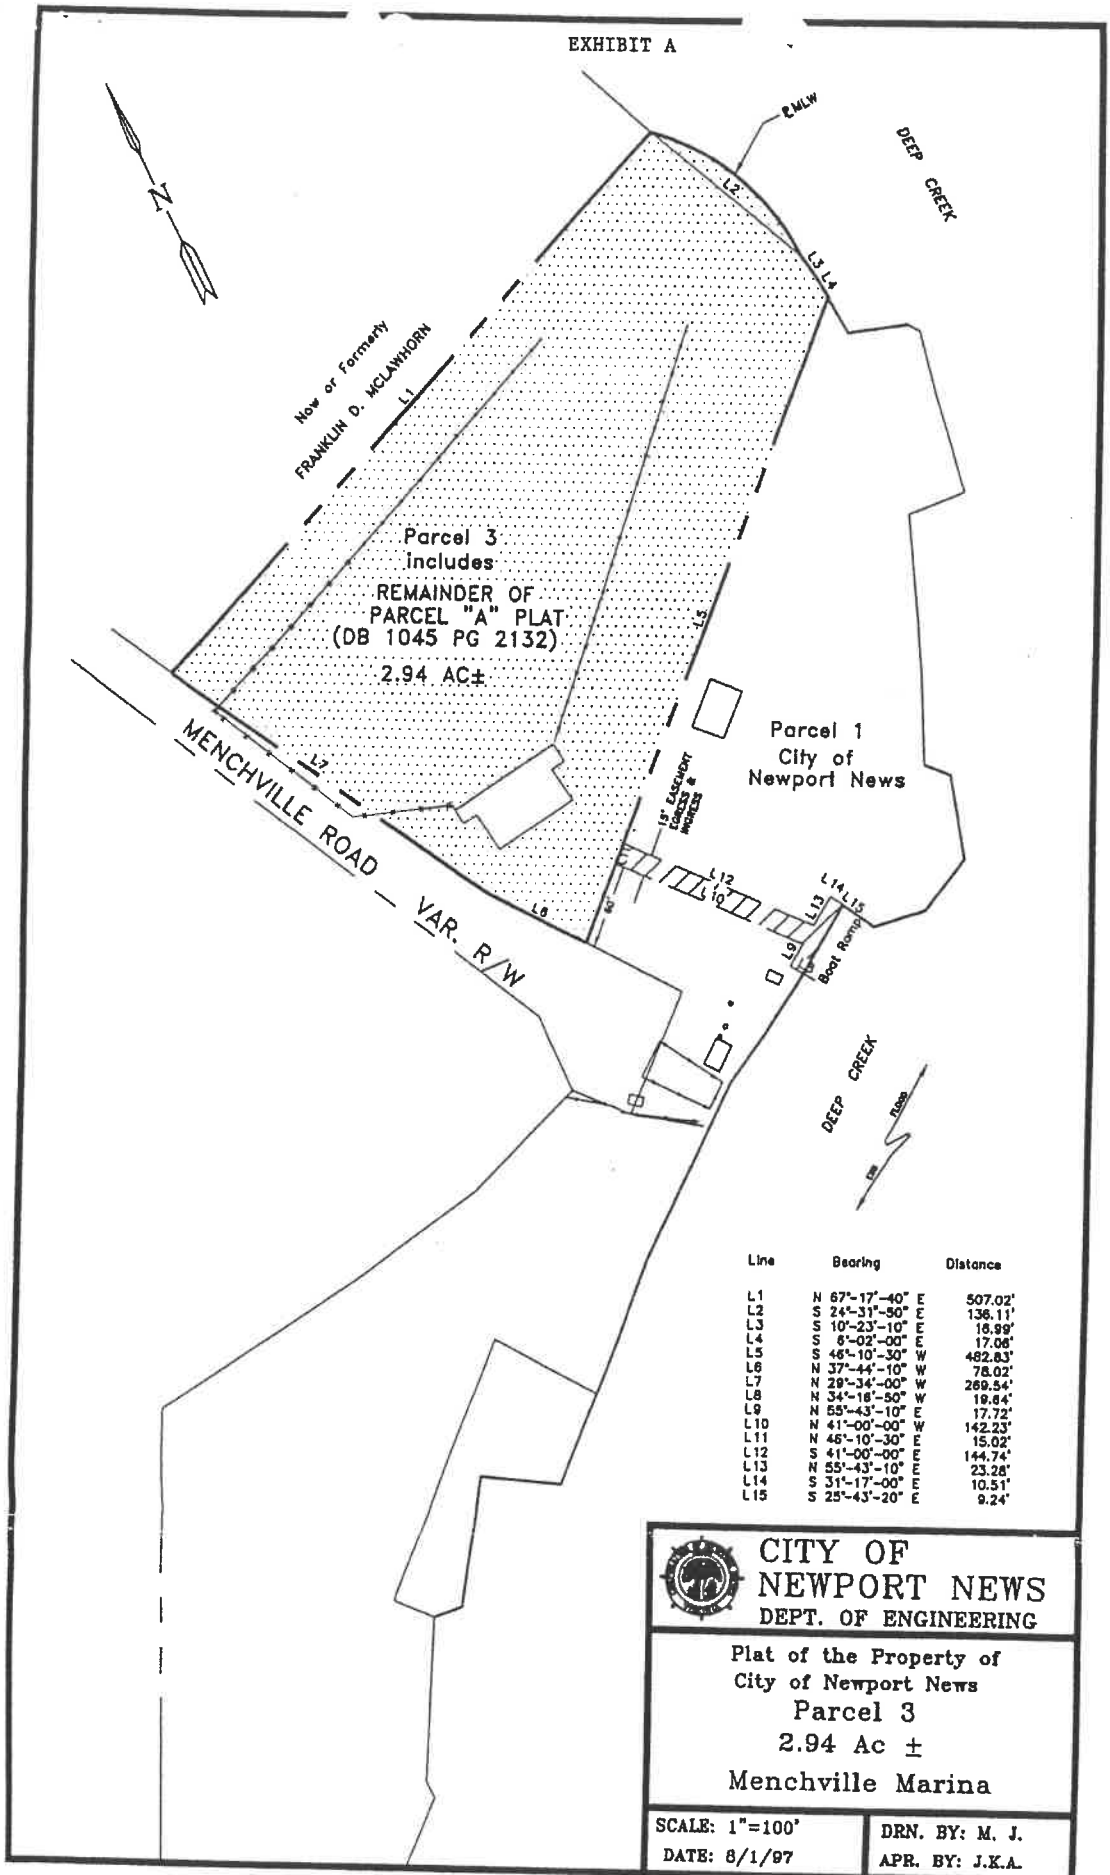 EXHIBIT A
MLW
DEEP CREEK
L2
L3 L4
N
Now or Formerly
FRANKLIN D. MCLAWHORN
L1
Parcel 3
includes
REMAINDER OF
PARCEL "A" PLAT
(DB 1045 PG 2132)
2.94 AC±
L5
Parcel 1
City of
Newport News
15' EASEMENT
EGRESS &
INGRESS
L7
MENCHVILLE ROAD VAR. R/W
L6
60'
L12
L10
L13
L14
L15
L9
Boat Ramp
DEEP CREEK
FLOOD
EBB
Line Bearing Distance
L1 N 67°-17'-40" E 507.02'
L2 S 24°-31'-50" E 136.11'
L3 S 10°-23'-10" E 16.99'
L4 S 6°-02'-00" E 17.06'
L5 S 46°-10'-30" W 482.83'
L6 N 37°-44'-10" W 78.02'
L7 N 29°-34'-00" W 269.54'
L8 N 34°-16'-50" W 19.64'
L9 N 55°-43'-10" E 17.72'
L10 N 41°-00'-00" W 142.23'
L11 N 46°-10'-30" E 15.02'
L12 S 41°-00'-00" E 144.74'
L13 N 55°-43'-10" E 23.28'
L14 S 31°-17'-00" E 10.51'
L15 S 25°-43'-20" E 9.24'
CITY OF
NEWPORT NEWS
DEPT. OF ENGINEERING
Plat of the Property of
City of Newport News
Parcel 3
2.94 Ac ±
Menchville Marina
SCALE: 1"=100'
DATE: 8/1/97
DRN. BY: M. J.
APR. BY: J.K.A.